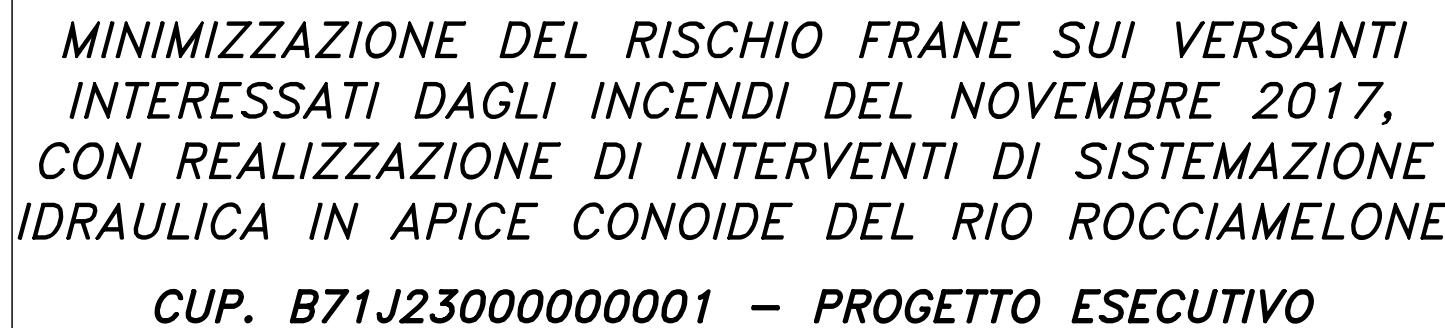 MINIMIZZAZIONE DEL RISCHIO FRANE SUI VERSANTI
INTERESSATI DAGLI INCENDI DEL NOVEMBRE 2017,
CON REALIZZAZIONE DI INTERVENTI DI SISTEMAZIONE
IDRAULICA IN APICE CONOIDE DEL RIO ROCCIAMELONE
CUP. B71J23000000001 – PROGETTO ESECUTIVO